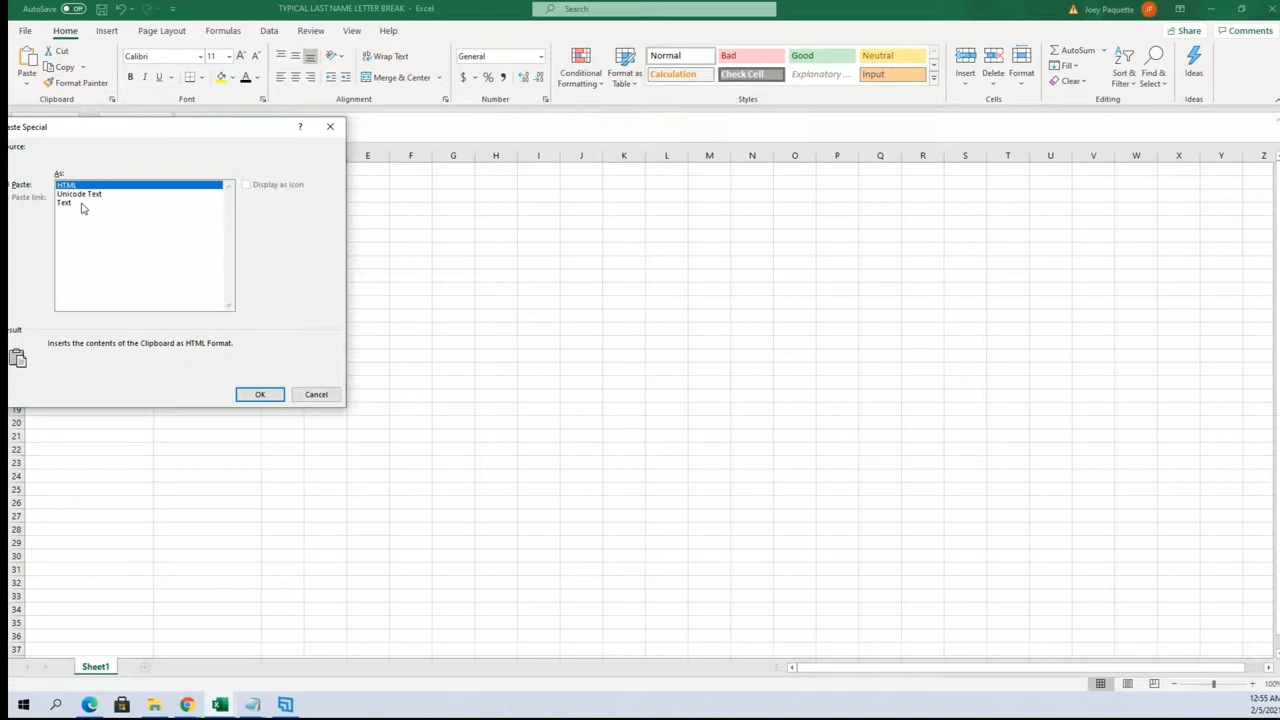 AutoSave Off TYPICAL LAST NAME LETTER BREAK - Excel Search Joey Paquette JP
File Home Insert Page Layout Formulas Data Review View Help Share Comments
Paste Cut Copy Format Painter Clipboard
Calibri 11 A A B I U A Font
Wrap Text Merge & Center Alignment
General $ % Number
Conditional Formatting Format as Table
Normal Bad Good Neutral
Calculation Check Cell Explanatory ... Input
Styles
Insert Delete Format Cells
AutoSum Fill Clear Sort & Filter Find & Select Editing
Ideas Ideas
aste Special ?
ource:
As:
Paste:
Paste link:
HTML
Unicode Text
Text
Display as icon
esult
Inserts the contents of the Clipboard as HTML Format.
OK Cancel
E F G H I J K L M N O P Q R S T U V W X Y Z
19
20
21
22
23
24
25
26
27
28
29
30
31
32
33
34
35
36
37
Sheet1
100%
12:55 AM
2/5/2021